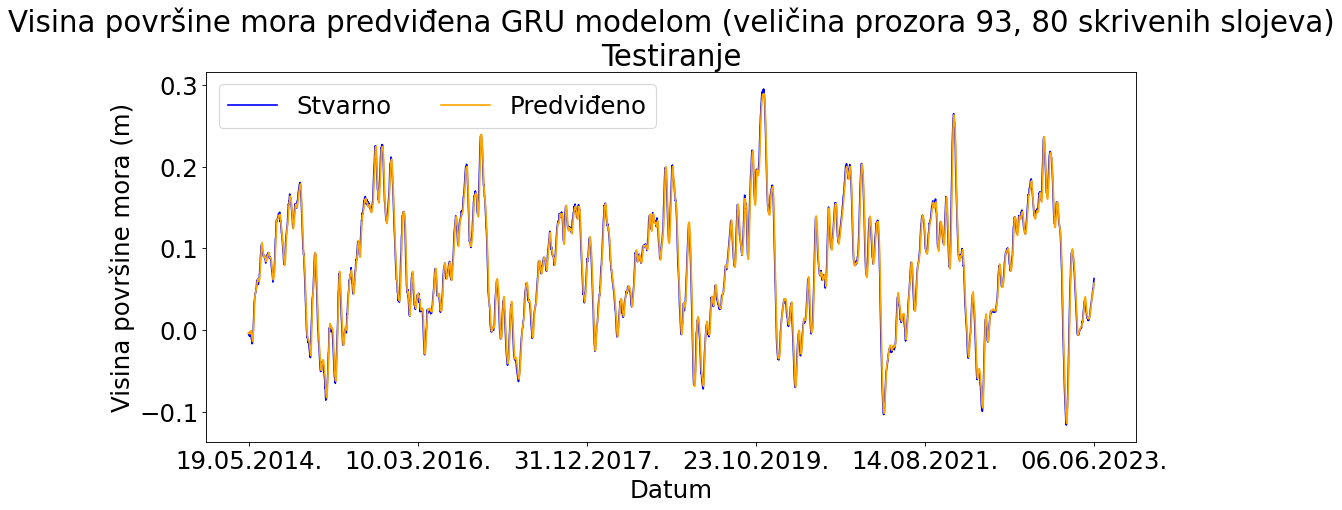 Visina površine mora predviđena GRU modelom (veličina prozora 93, 80 skrivenih slojeva)
Testiranje
Stvarno Predviđeno
Visina površine mora (m)
0.3
0.2
0.1
0.0
−0.1
19.05.2014. 10.03.2016. 31.12.2017. 23.10.2019. 14.08.2021. 06.06.2023.
Datum